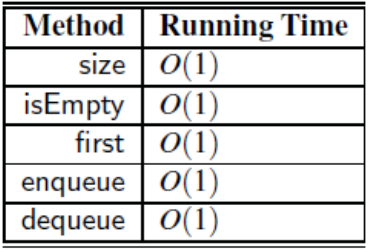 Method Running Time
size O(1)
isEmpty O(1)
first O(1)
enqueue O(1)
dequeue O(1)